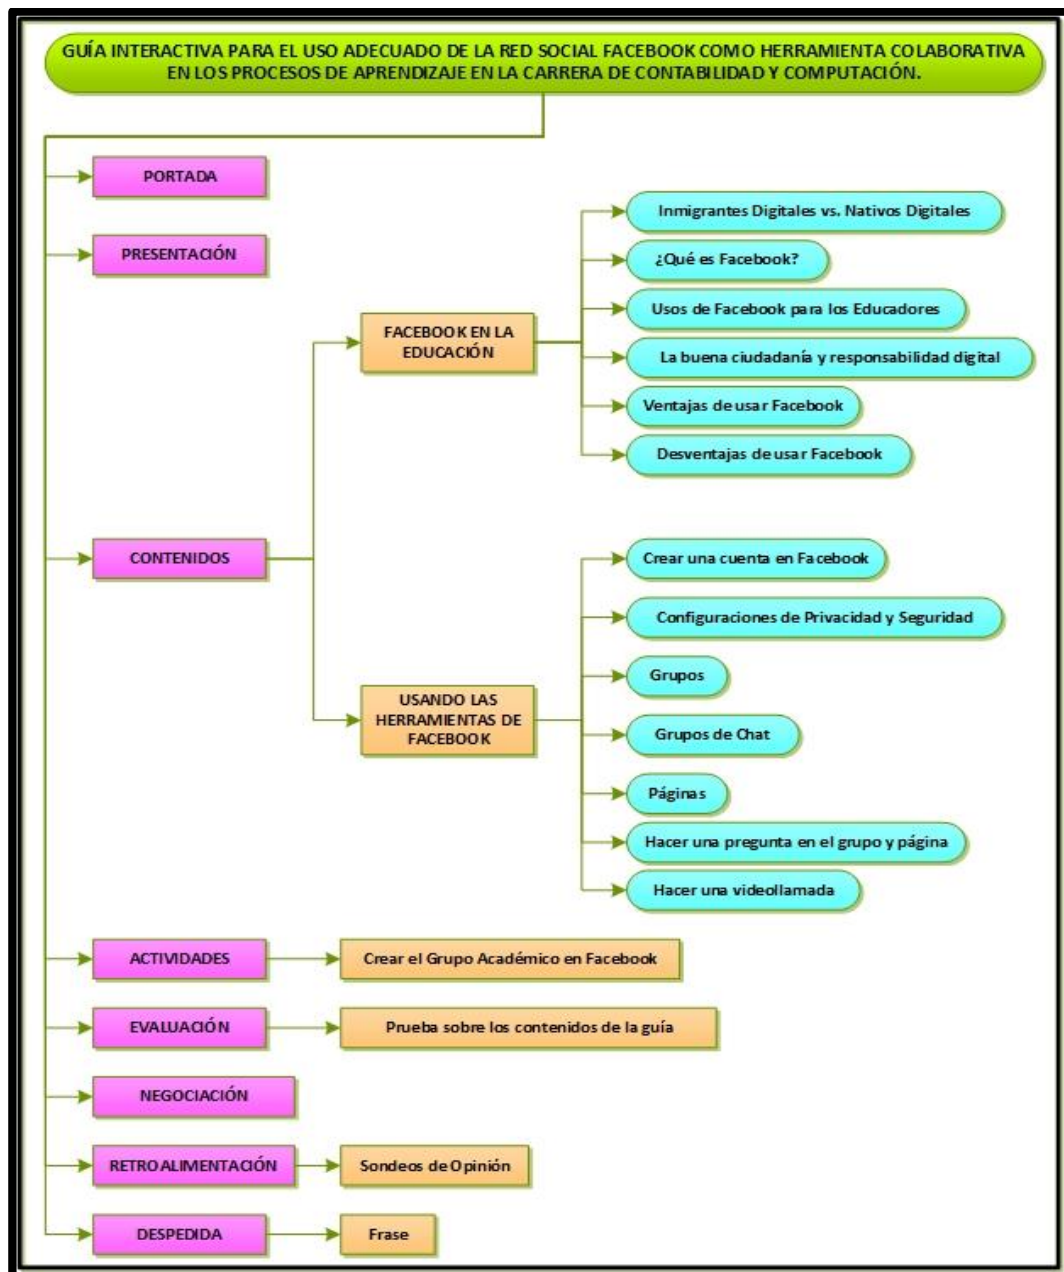 GUÍA INTERACTIVA PARA EL USO ADECUADO DE LA RED SOCIAL FACEBOOK COMO HERRAMIENTA COLABORATIVA
EN LOS PROCESOS DE APRENDIZAJE EN LA CARRERA DE CONTABILIDAD Y COMPUTACIÓN.
PORTADA
PRESENTACIÓN
CONTENIDOS
FACEBOOK EN LA
EDUCACIÓN
Inmigrantes Digitales vs. Nativos Digitales
¿Qué es Facebook?
Usos de Facebook para los Educadores
La buena ciudadanía y responsabilidad digital
Ventajas de usar Facebook
Desventajas de usar Facebook
USANDO LAS
HERRAMIENTAS DE
FACEBOOK
Crear una cuenta en Facebook
Configuraciones de Privacidad y Seguridad
Grupos
Grupos de Chat
Páginas
Hacer una pregunta en el grupo y página
Hacer una videollamada
ACTIVIDADES
Crear el Grupo Académico en Facebook
EVALUACIÓN
Prueba sobre los contenidos de la guía
NEGOCIACIÓN
RETROALIMENTACIÓN
Sondeos de Opinión
DESPEDIDA
Frase